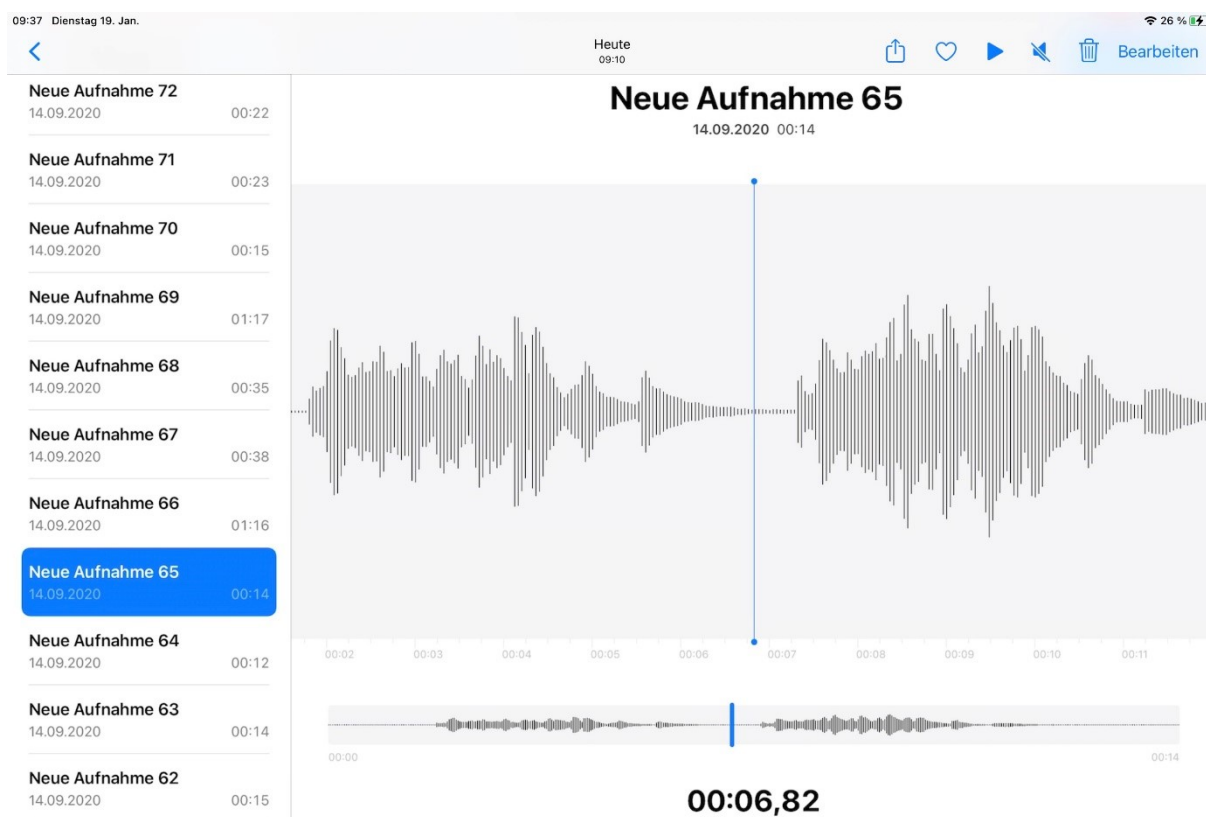 09:37 Dienstag 19. Jan.
26 %
Heute
09:10
Bearbeiten
Neue Aufnahme 72
14.09.2020 00:22
Neue Aufnahme 71
14.09.2020 00:23
Neue Aufnahme 70
14.09.2020 00:15
Neue Aufnahme 69
14.09.2020 01:17
Neue Aufnahme 68
14.09.2020 00:35
Neue Aufnahme 67
14.09.2020 00:38
Neue Aufnahme 66
14.09.2020 01:16
Neue Aufnahme 65
14.09.2020 00:14
Neue Aufnahme 64
14.09.2020 00:12
Neue Aufnahme 63
14.09.2020 00:14
Neue Aufnahme 62
14.09.2020 00:15
Neue Aufnahme 65
14.09.2020 00:14
00:02 00:03 00:04 00:05 00:06 00:07 00:08 00:09 00:10 00:11
00:00 00:14
00:06,82